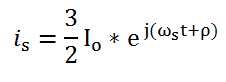 i_s = 3/2 I_o * e^{j(ω_s t+ρ)}